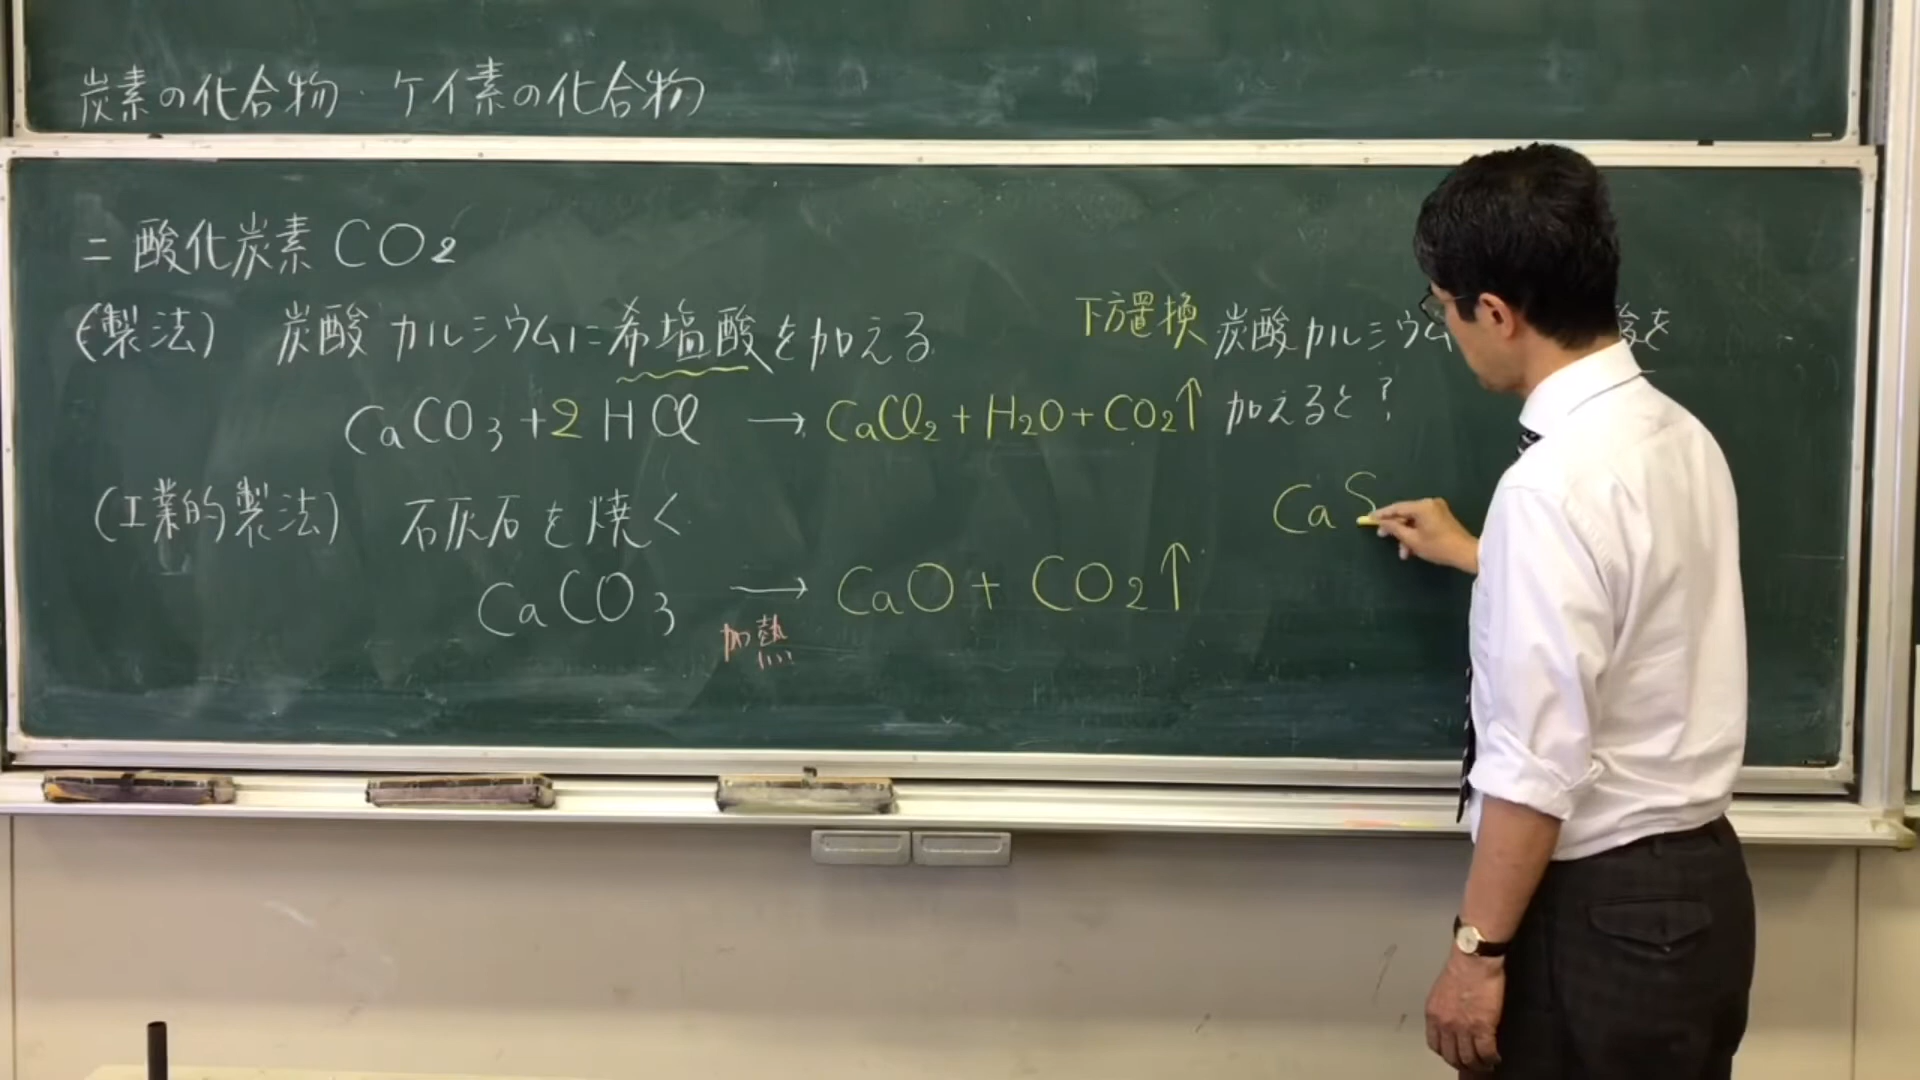 炭素の化合物・ケイ素の化合物
二酸化炭素 CO2
(製法) 炭酸カルシウムに希塩酸を加える
CaCO3 + 2HCl → CaCl2 + H2O + CO2↑
下方置換
(工業的製法) 石灰石を焼く
CaCO3 → CaO + CO2↑
加熱
炭酸カルシウム 酸を
加えると?
CaS